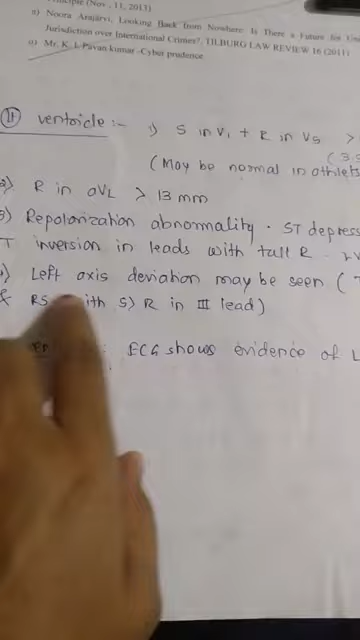 nciple (Nov , 11, 2013)
n) Noora Arajärvi, Looking Back from Nowhere: Is There a Future for
Jurisdiction over International Crimes?, TILBURG LAW REVIEW 16 (2011)
o) Mr. K. J. Pavan kumar -Cyber prudence
ventricle :- 1) S in V1 + R in V5 >
(May be normal in athlets
2) R in aVL > 13 mm
3) Repolarization abnormality. ST depress
T inversion in leads with tall R
Left axis deviation may be seen (
& RS with S > R in III lead)
: ECG shows evidence of L